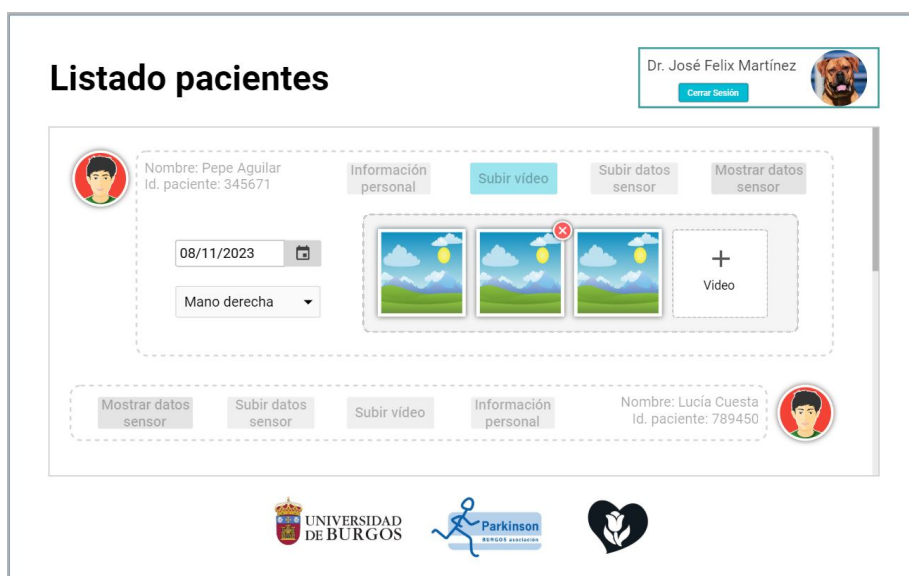 Listado pacientes
Dr. José Felix Martínez
Cerrar Sesión
Nombre: Pepe Aguilar
Id. paciente: 345671
Información
personal
Subir vídeo
Subir datos
sensor
Mostrar datos
sensor
08/11/2023
Mano derecha
Video
Mostrar datos
sensor
Subir datos
sensor
Subir vídeo
Información
personal
Nombre: Lucía Cuesta
Id. paciente: 789450
UNIVERSIDAD
DE BURGOS
Parkinson
BURGOS asociación